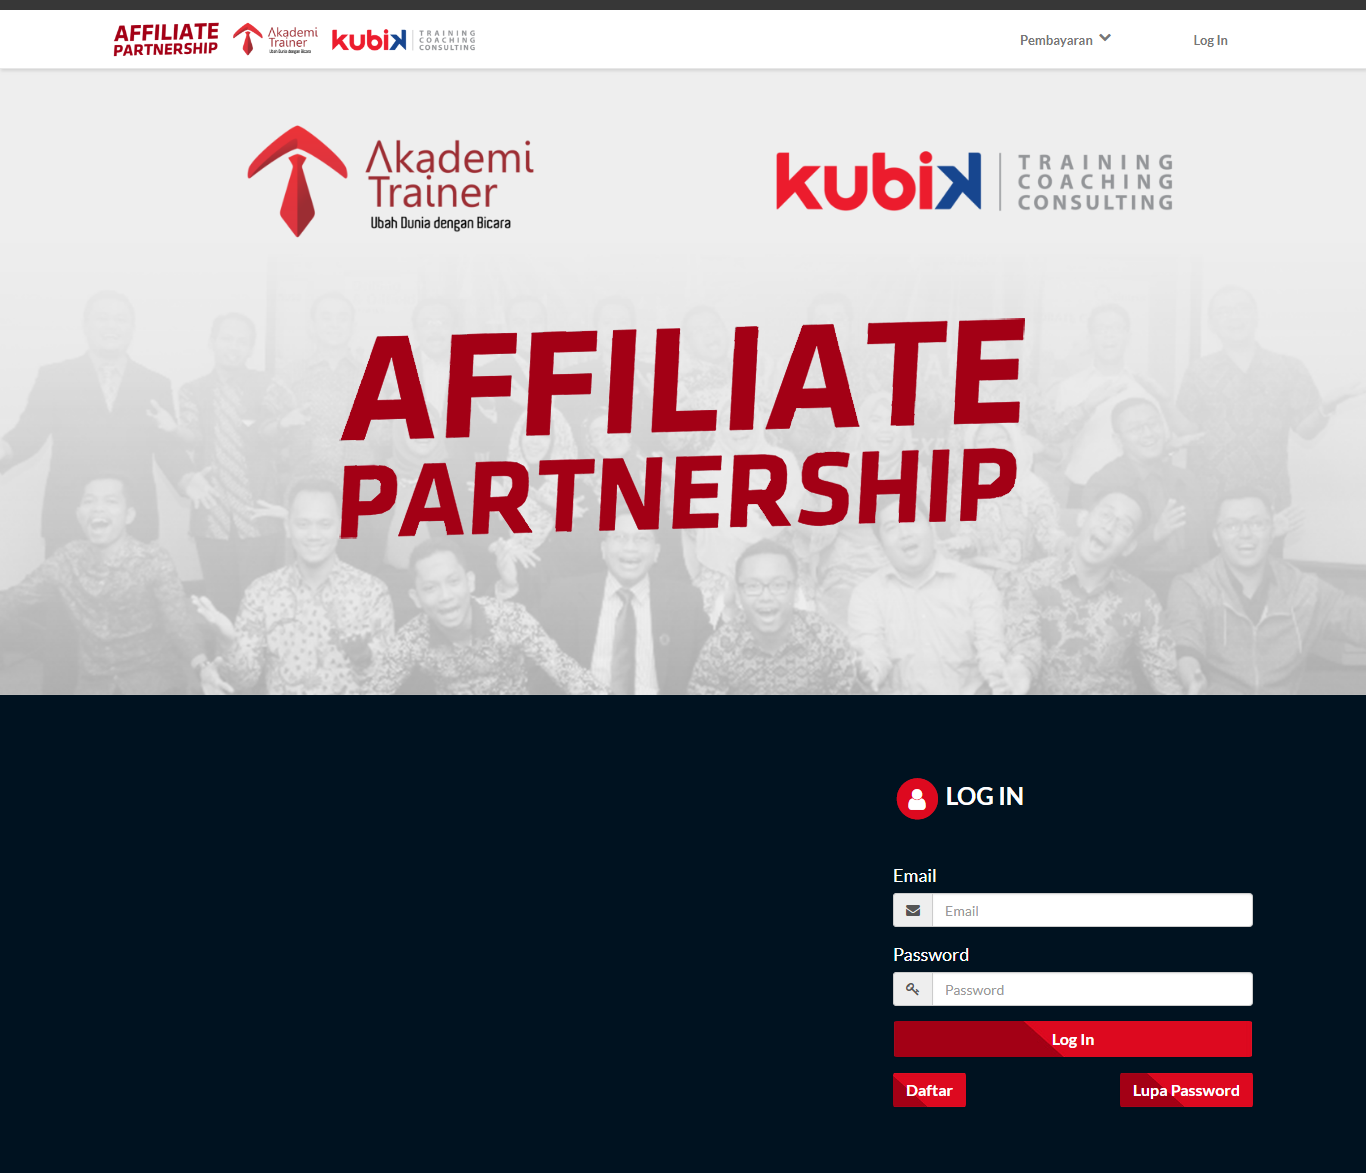 AFFILIATE
PARTNERSHIP
Akademi
Trainer
Ubah Dunia dengan Bicara
kubik
TRAINING
COACHING
CONSULTING
Pembayaran
Log In
Akademi
Trainer
Ubah Dunia dengan Bicara
kubik
TRAINING
COACHING
CONSULTING
AFFILIATE
PARTNERSHIP
LOG IN
Email
Email
Password
Password
Log In
Daftar
Lupa Password